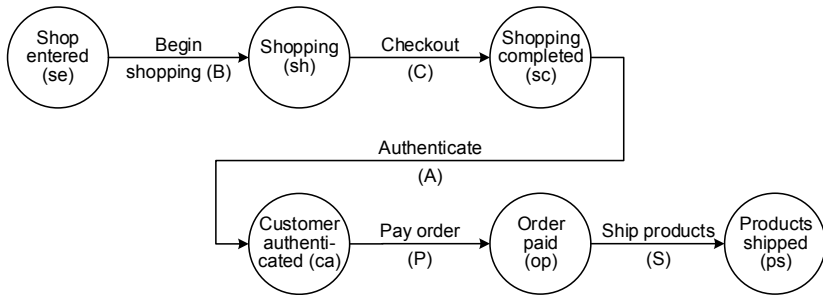 Shop
entered
(se)
Begin
shopping (B)
Shopping
(sh)
Checkout
(C)
Shopping
completed
(sc)
Authenticate
(A)
Customer
authenti-
cated (ca)
Pay order
(P)
Order
paid
(op)
Ship products
(S)
Products
shipped
(ps)